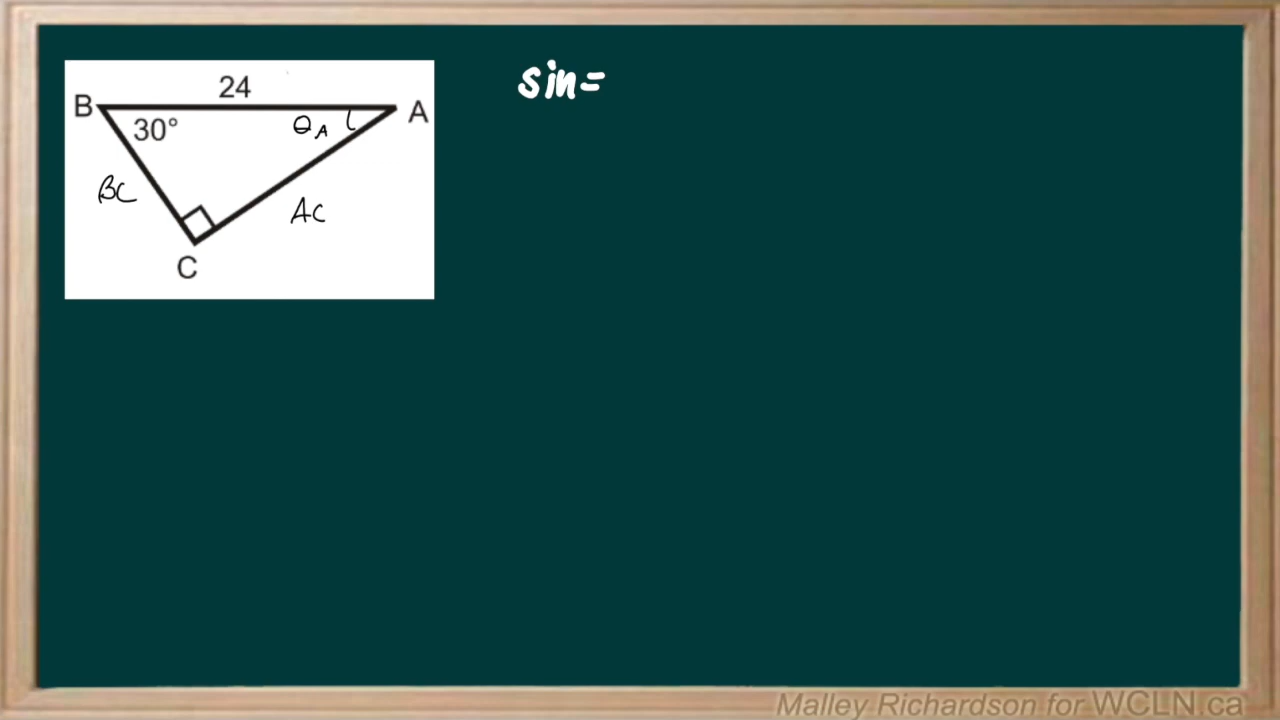 24
sin=
B
A
30°
θA
BC
AC
C
Malley Richardson for WCLN.ca